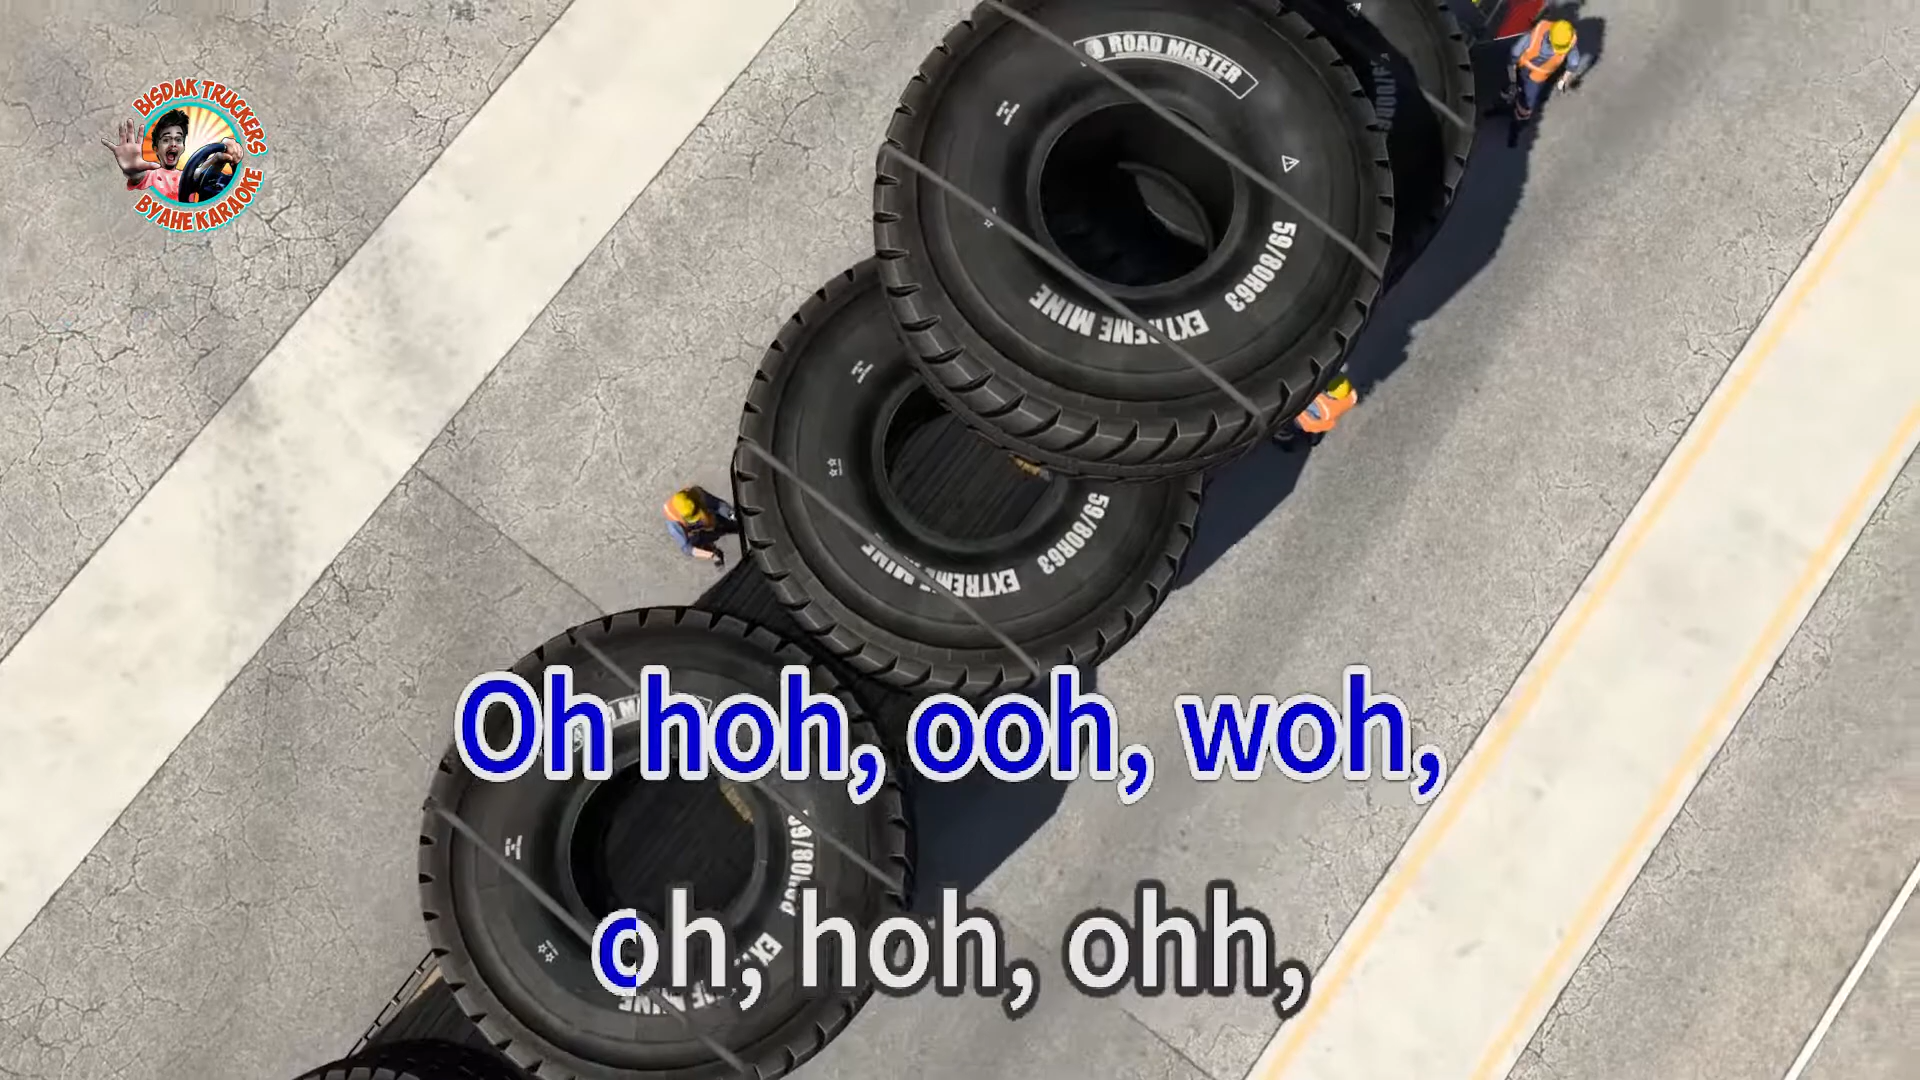 BISDAK TRUCKERS
BYAHE KARAOKE
ROAD MASTER
59/80R63
EXTREME MINE
59/80R63
EXTREME
Oh hoh, ooh, woh,
oh, hoh, ohh,